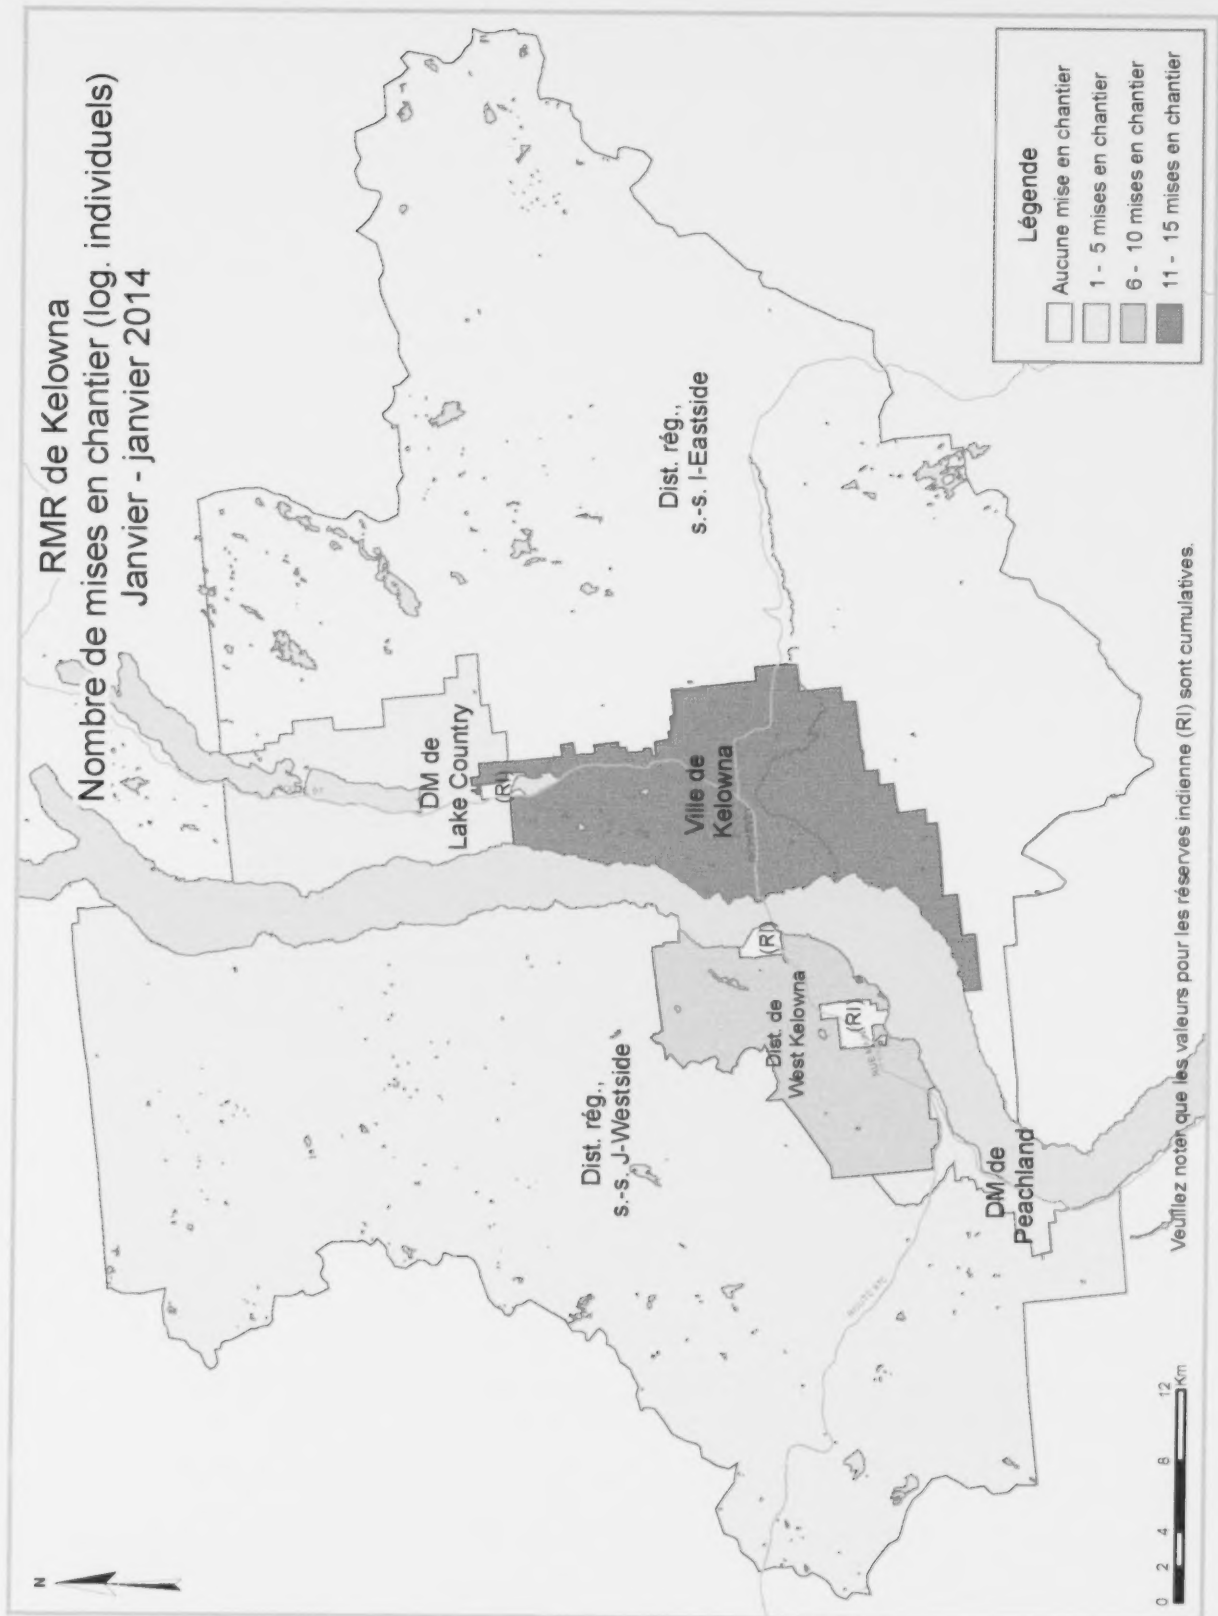 RMR de Kelowna
Nombre de mises en chantier (log. individuels)
Janvier - janvier 2014
N
DM de
Lake Country
(RI)
Ville de
Kelowna
Dist. rég.,
s.-s. I-Eastside
Dist. rég.,
s.-s. J-Westside
(RI)
Dist. de
West Kelowna
(RI)
DM de
Peachland
Légende
Aucune mise en chantier
1 - 5 mises en chantier
6 - 10 mises en chantier
11 - 15 mises en chantier
0 2 4 8 12
Km
Veuillez noter que les valeurs pour les réserves indienne (RI) sont cumulatives.